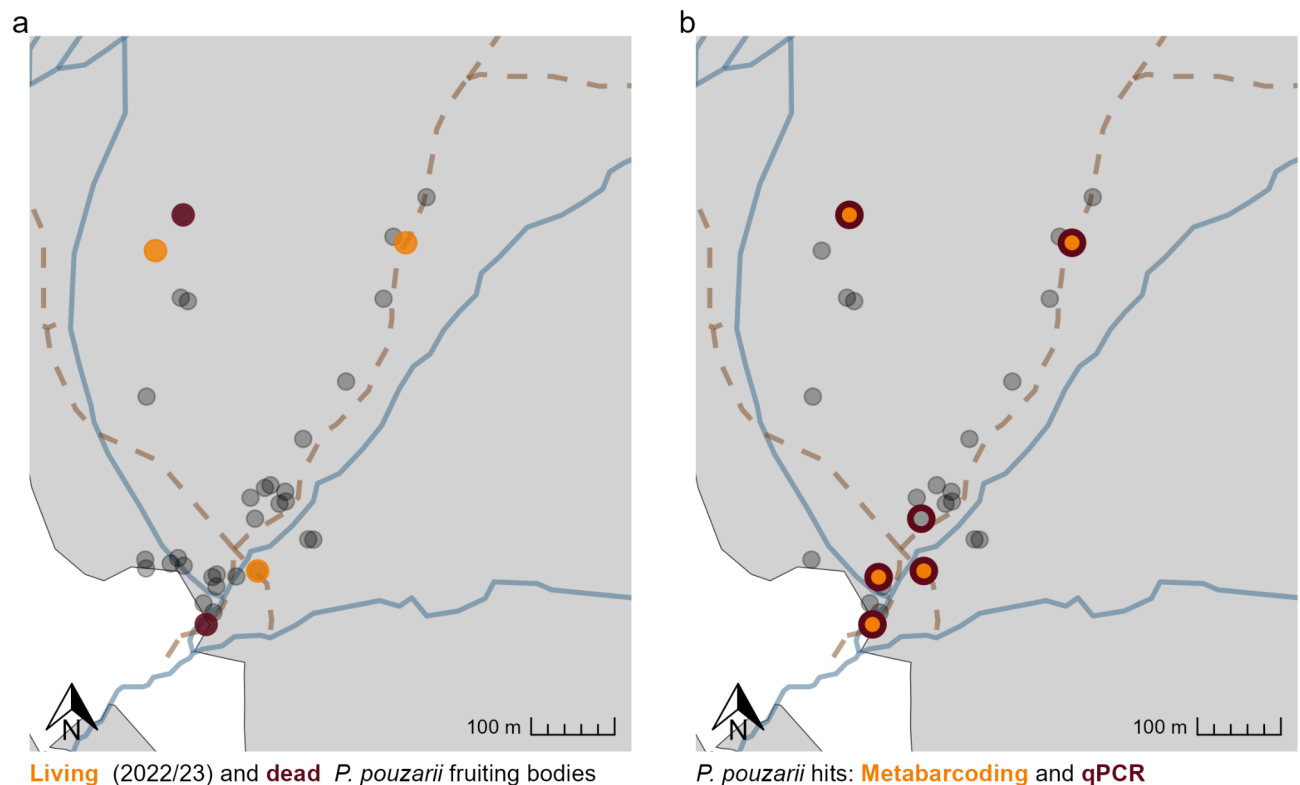 a
b
N
100 m
N
100 m
Living (2022/23) and dead P. pouzarii fruiting bodies
P. pouzarii hits: Metabarcoding and qPCR